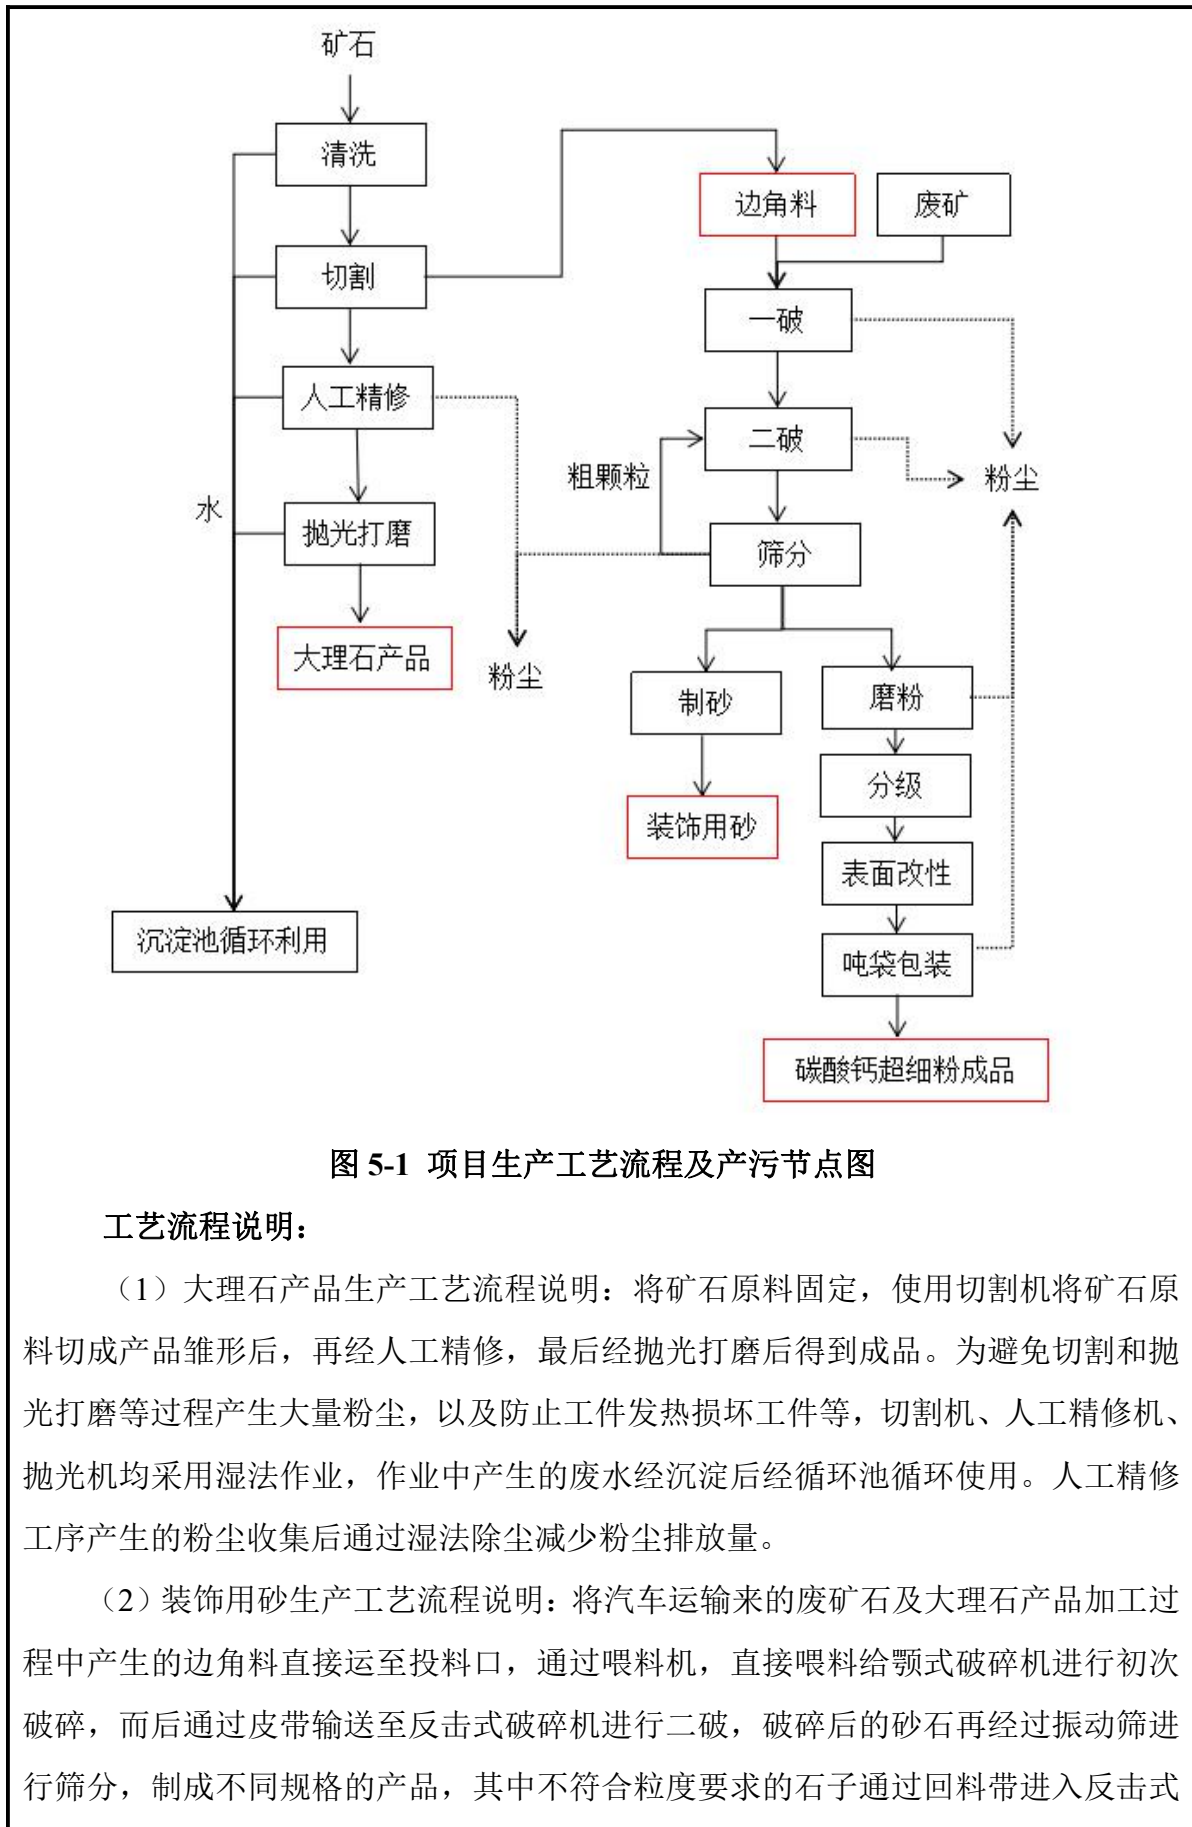 矿石
清洗
切割
人工精修
水
抛光打磨
大理石产品
粉尘
沉淀池循环利用
边角料
废矿
一破
二破
粗颗粒
粉尘
筛分
制砂
磨粉
分级
装饰用砂
表面改性
吨袋包装
碳酸钙超细粉成品
图 5-1 项目生产工艺流程及产污节点图
工艺流程说明：
（1）大理石产品生产工艺流程说明：将矿石原料固定，使用切割机将矿石原
料切成产品雏形后，再经人工精修，最后经抛光打磨后得到成品。为避免切割和抛
光打磨等过程产生大量粉尘，以及防止工件发热损坏工件等，切割机、人工精修机、
抛光机均采用湿法作业，作业中产生的废水经沉淀后经循环池循环使用。人工精修
工序产生的粉尘收集后通过湿法除尘减少粉尘排放量。
（2）装饰用砂生产工艺流程说明：将汽车运输来的废矿石及大理石产品加工过
程中产生的边角料直接运至投料口，通过喂料机，直接喂料给颚式破碎机进行初次
破碎，而后通过皮带输送至反击式破碎机进行二破，破碎后的砂石再经过振动筛进
行筛分，制成不同规格的产品，其中不符合粒度要求的石子通过回料带进入反击式